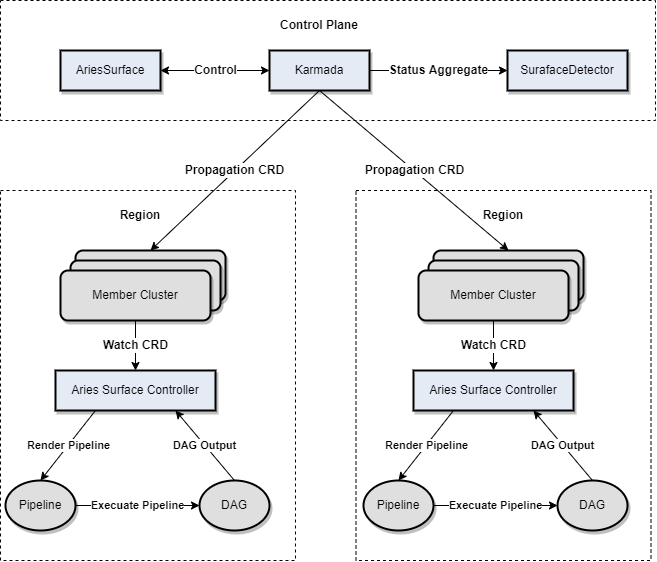 Control Plane
AriesSurface
Control
Karmada
Status Aggregate
SurafaceDetector
Propagation CRD
Propagation CRD
Region
Region
Member Cluster
Member Cluster
Watch CRD
Watch CRD
Aries Surface Controller
Aries Surface Controller
Render Pipeline
DAG Output
Render Pipeline
DAG Output
Pipeline
Execuate Pipeline
DAG
Pipeline
Execuate Pipeline
DAG